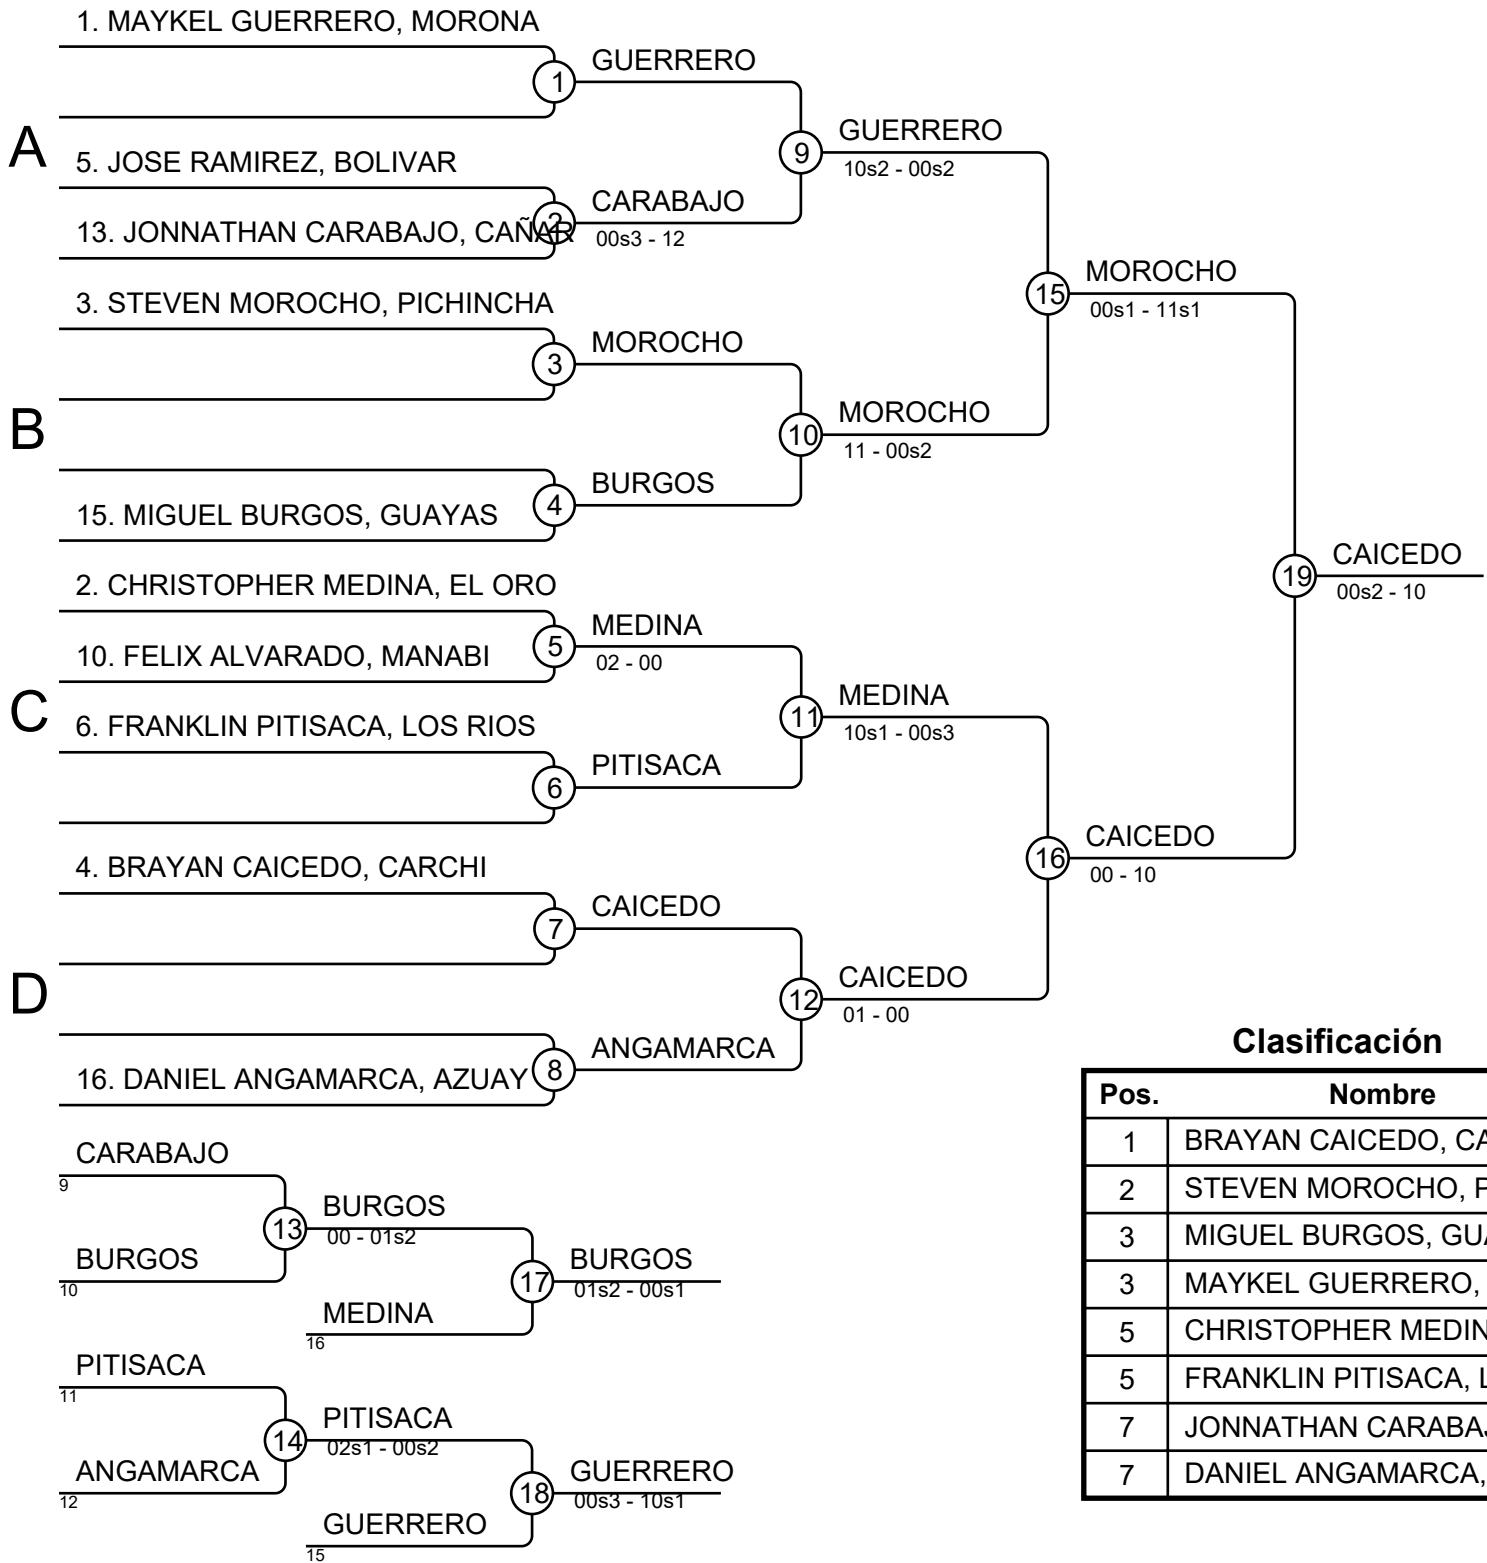 1. MAYKEL GUERRERO, MORONA
1
GUERRERO
A
5. JOSE RAMIREZ, BOLIVAR
13. JONNATHAN CARABAJO, CAÑAR
2
CARABAJO
00s3 - 12
9
GUERRERO
10s2 - 00s2
3. STEVEN MOROCHO, PICHINCHA
3
MOROCHO
B
15. MIGUEL BURGOS, GUAYAS
4
BURGOS
10
MOROCHO
11 - 00s2
15
MOROCHO
00s1 - 11s1
2. CHRISTOPHER MEDINA, EL ORO
10. FELIX ALVARADO, MANABI
5
MEDINA
02 - 00
C
6. FRANKLIN PITISACA, LOS RIOS
6
PITISACA
11
MEDINA
10s1 - 00s3
4. BRAYAN CAICEDO, CARCHI
7
CAICEDO
D
16. DANIEL ANGAMARCA, AZUAY
8
ANGAMARCA
12
CAICEDO
01 - 00
16
CAICEDO
00 - 10
19
CAICEDO
00s2 - 10
CARABAJO
9
BURGOS
10
13
BURGOS
00 - 01s2
MEDINA
16
17
BURGOS
01s2 - 00s1
PITISACA
11
ANGAMARCA
12
14
PITISACA
02s1 - 00s2
GUERRERO
15
18
GUERRERO
00s3 - 10s1
Clasificación
Pos. Nombre
1 BRAYAN CAICEDO,
2 STEVEN MOROCHO,
3 MIGUEL BURGOS,
3 MAYKEL GUERRERO,
5 CHRISTOPHER
5 FRANKLIN PITISACA,
7 JONNATHAN
7 DANIEL ANGAMARCA,